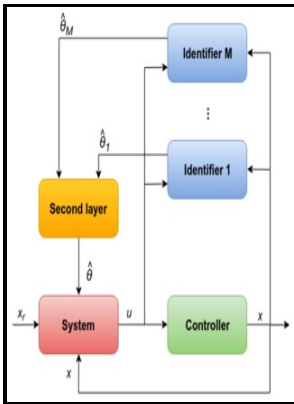 θ̂_M
Identifier M
⋮
θ̂_1
Identifier 1
Second layer
θ̂
x_r
System
u
Controller
x
x